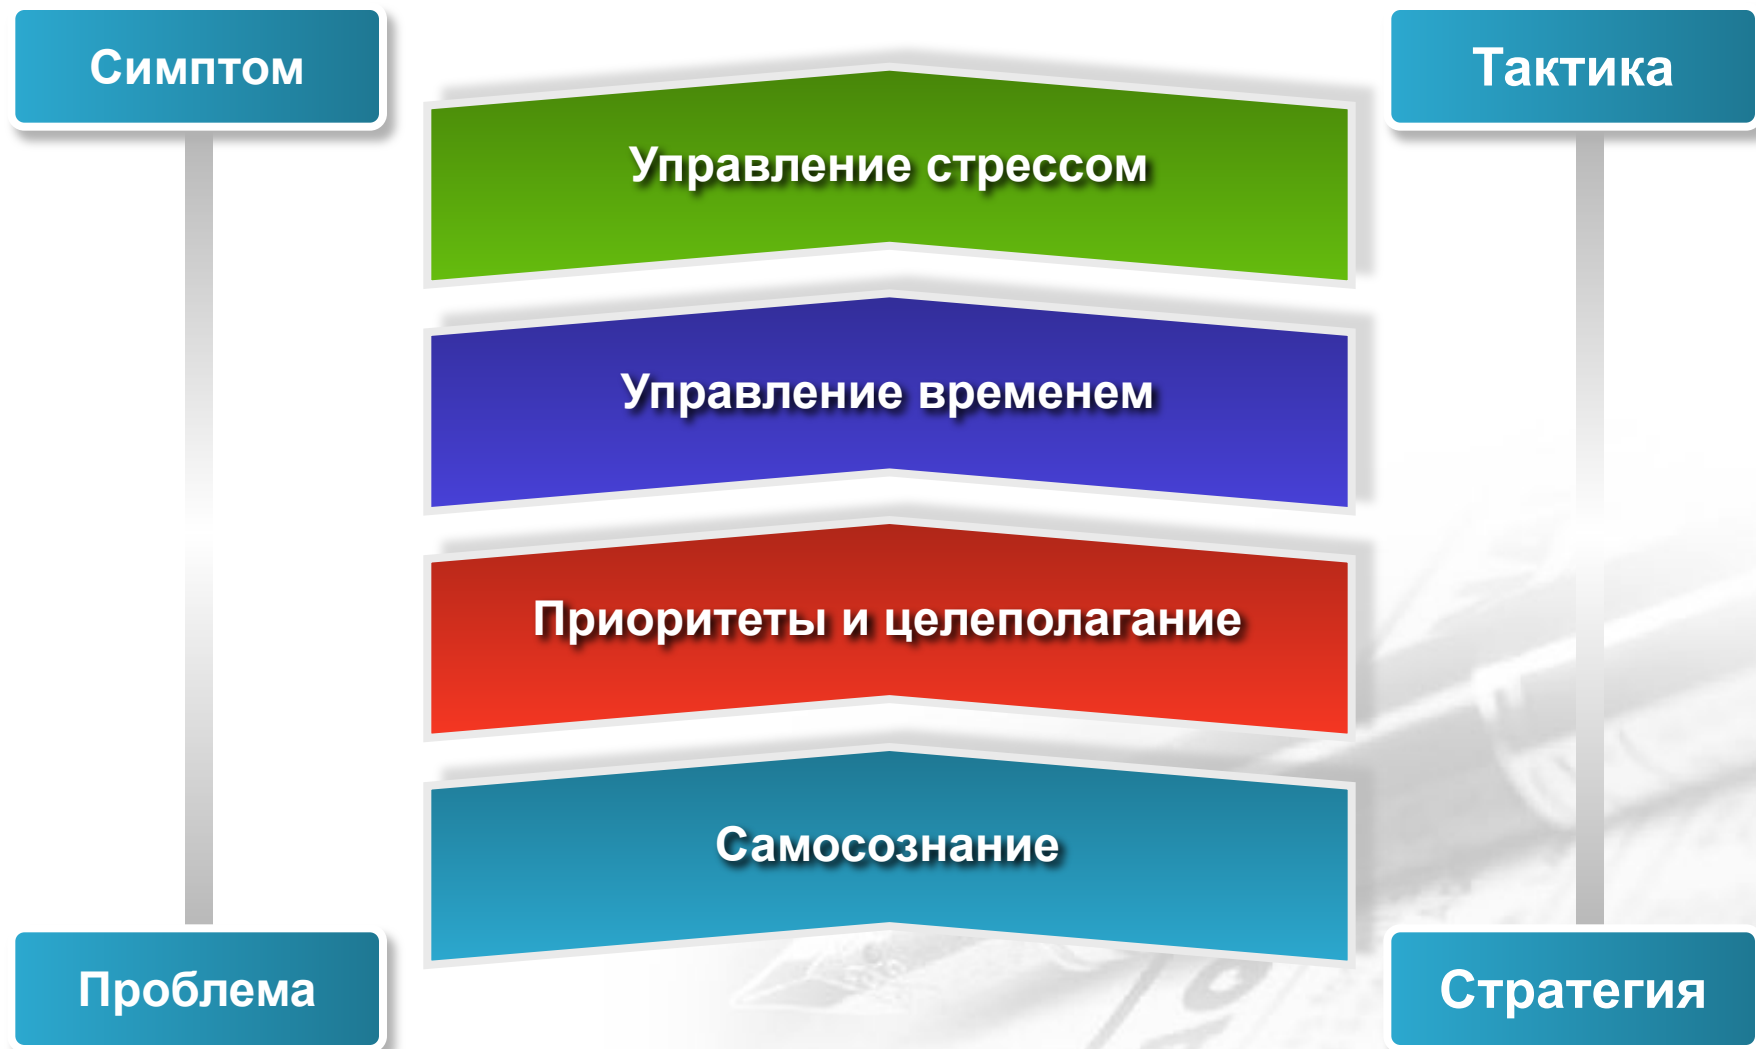 Симптом
Тактика
Управление стрессом
Управление временем
Приоритеты и целеполагание
Самосознание
Проблема
Стратегия